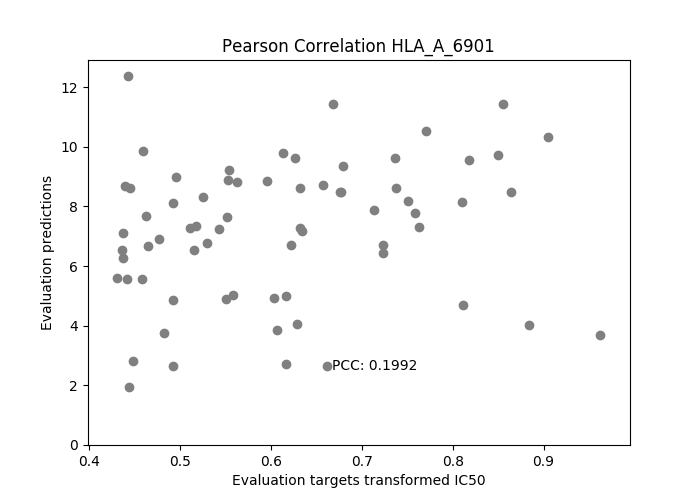 Pearson Correlation HLA_A_6901
12
10
8
6
4
2
0
Evaluation predictions
PCC: 0.1992
0.4 0.5 0.6 0.7 0.8 0.9
Evaluation targets transformed IC50